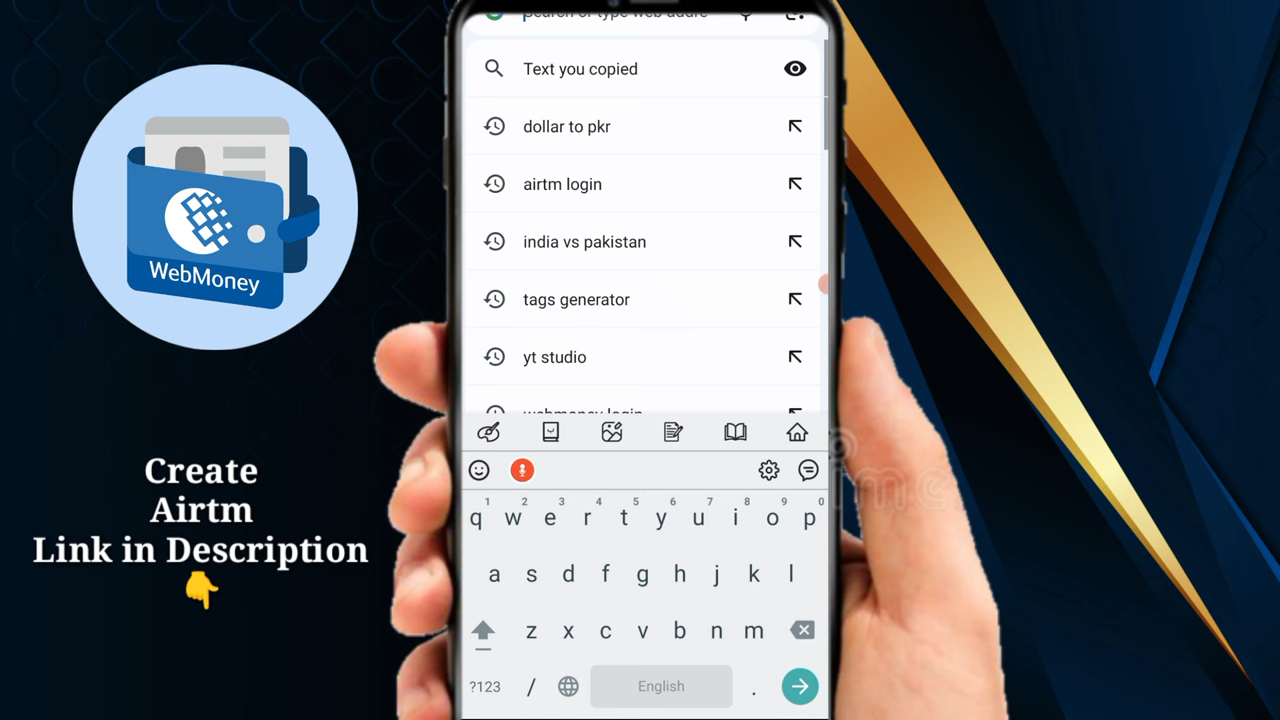 search or type web addre
Text you copied
dollar to pkr
airtm login
india vs pakistan
tags generator
yt studio
webmoney login
WebMoney
Create
Airtm
Link in Description
1 2 3 4 5 6 7 8 9 0
q w e r t y u i o p
a s d f g h j k l
z x c v b n m
?123 / English .